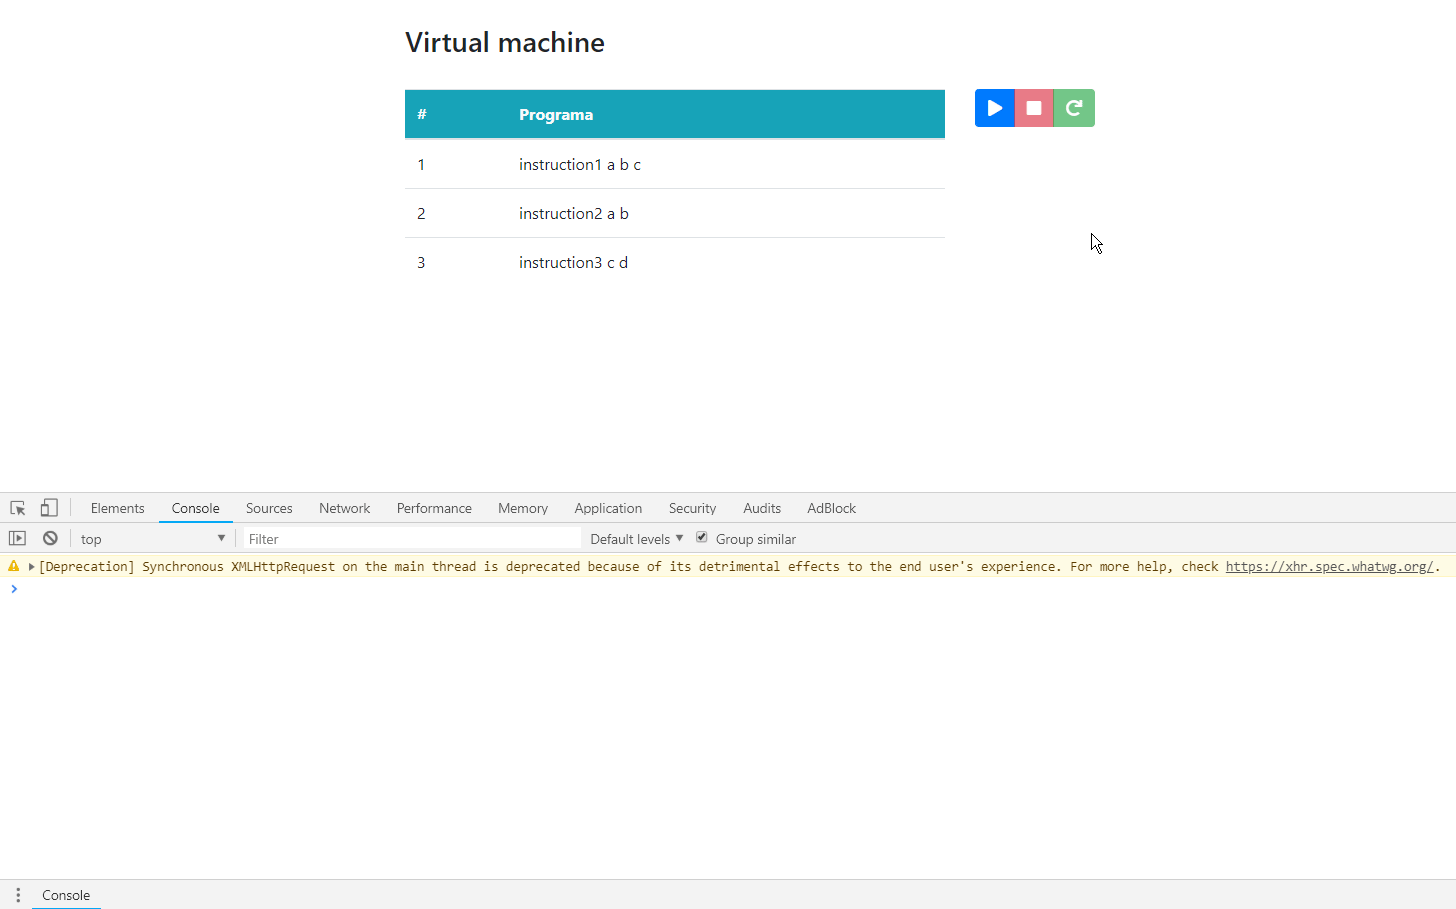 Virtual machine
# Programa
1 instruction1 a b c
2 instruction2 a b
3 instruction3 c d
Elements Console Sources Network Performance Memory Application Security Audits AdBlock
top Filter Default levels Group similar
[Deprecation] Synchronous XMLHttpRequest on the main thread is deprecated because of its detrimental effects to the end user's experience. For more help, check https://xhr.spec.whatwg.org/.
Console